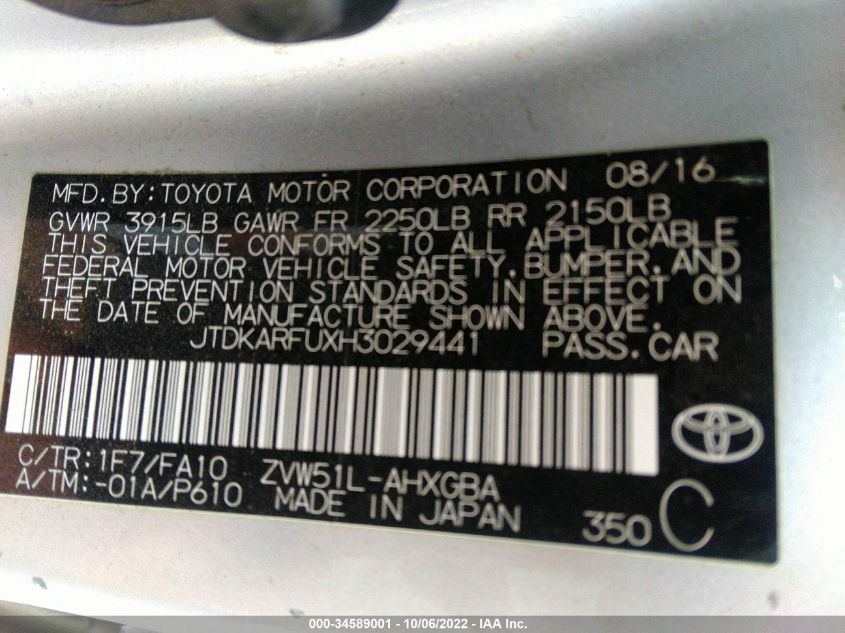 MFD. BY: TOYOTA MOTOR CORPORATION 08/16
GVWR 3915LB GAWR FR 2250LB RR 2150LB
THIS VEHICLE CONFORMS TO ALL APPLICABLE
FEDERAL MOTOR VEHICLE SAFETY, BUMPER, AND
THEFT PREVENTION STANDARDS IN EFFECT ON
THE DATE OF MANUFACTURE SHOWN ABOVE.
JTDKARFUXH3029441 PASS. CAR
C/TR: 1F7/FA10 ZVW51L-AHXGBA
A/TM: -01A/P610 MADE IN JAPAN 350 C
000-34589001 - 10/06/2022 - IAA Inc.